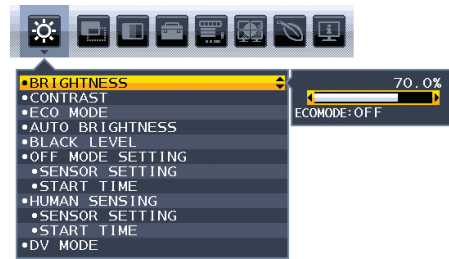 •BRIGHTNESS
70.0%
•CONTRAST
•ECO MODE
ECOMODE:OFF
•AUTO BRIGHTNESS
•BLACK LEVEL
•OFF MODE SETTING
•SENSOR SETTING
•START TIME
•HUMAN SENSING
•SENSOR SETTING
•START TIME
•DV MODE